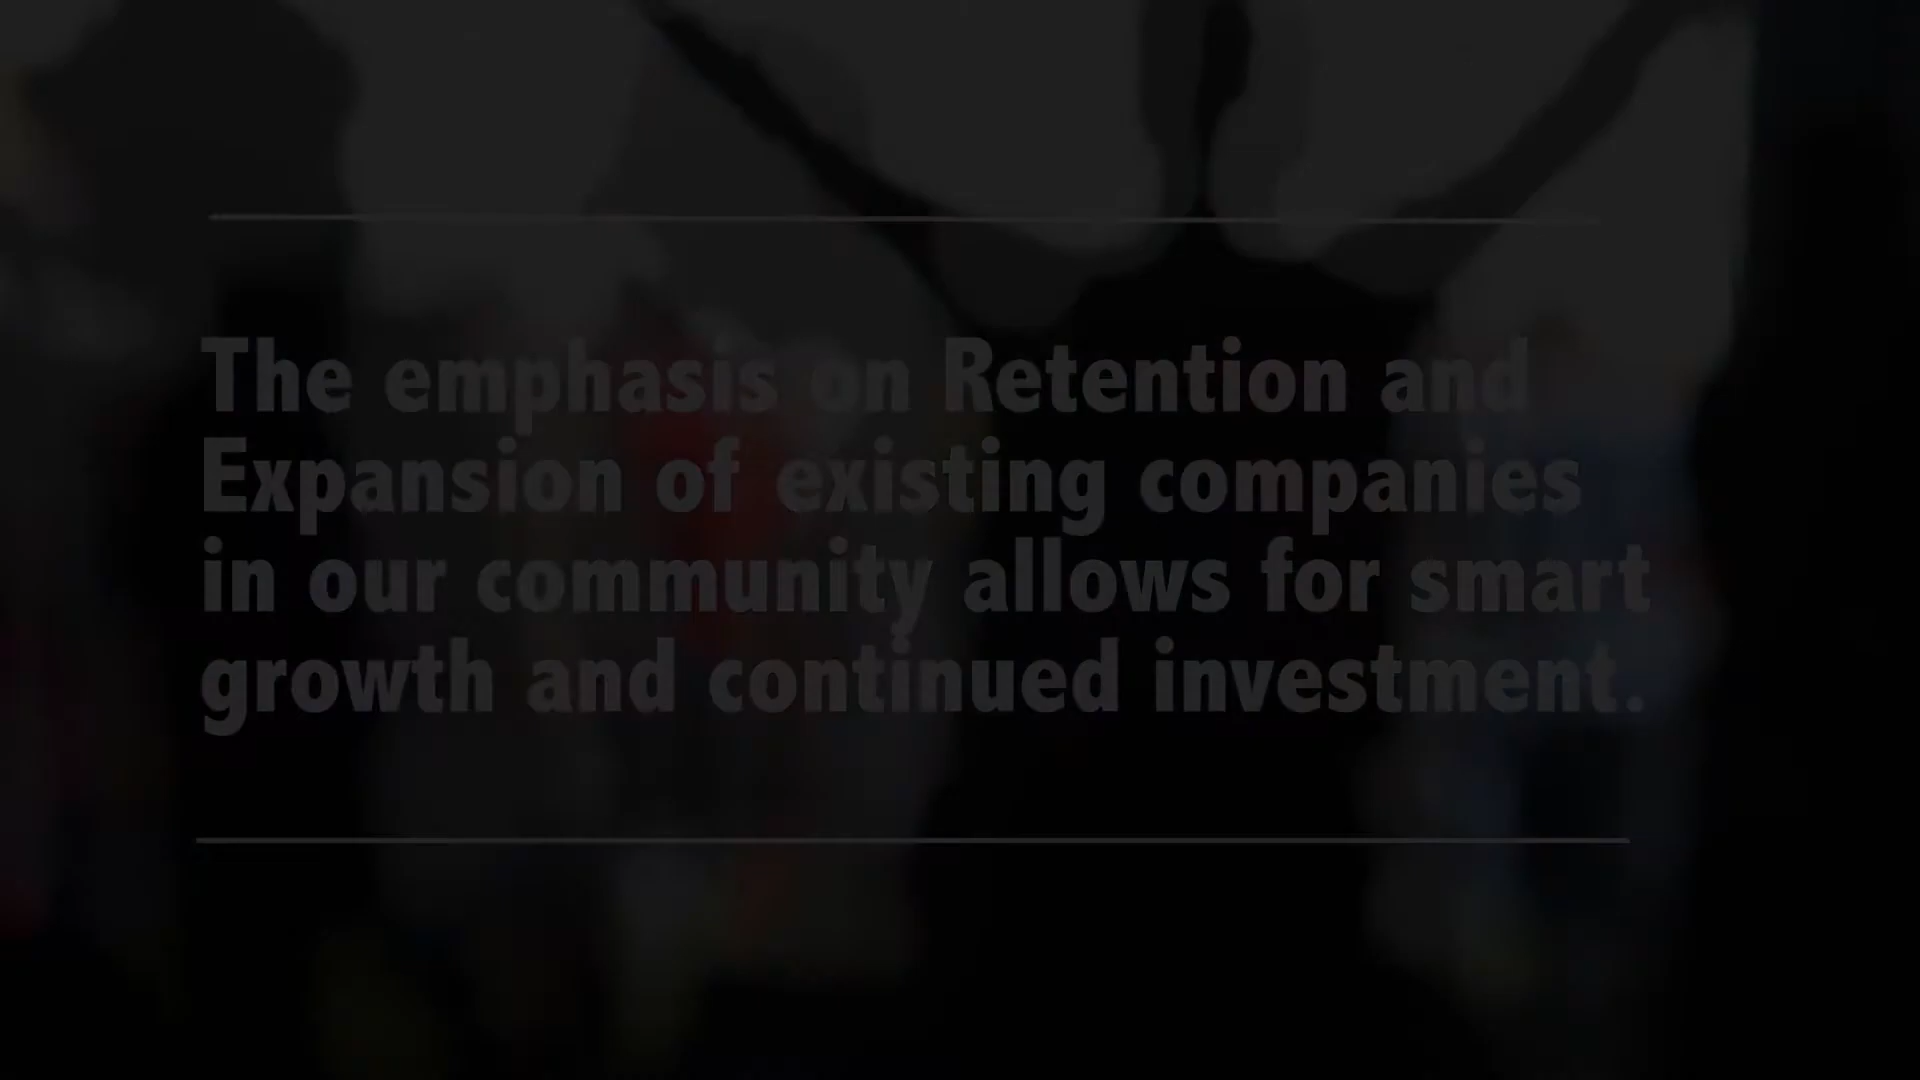 The emphasis on Retention and
Expansion of existing companies
in our community allows for smart
growth and continued investment.